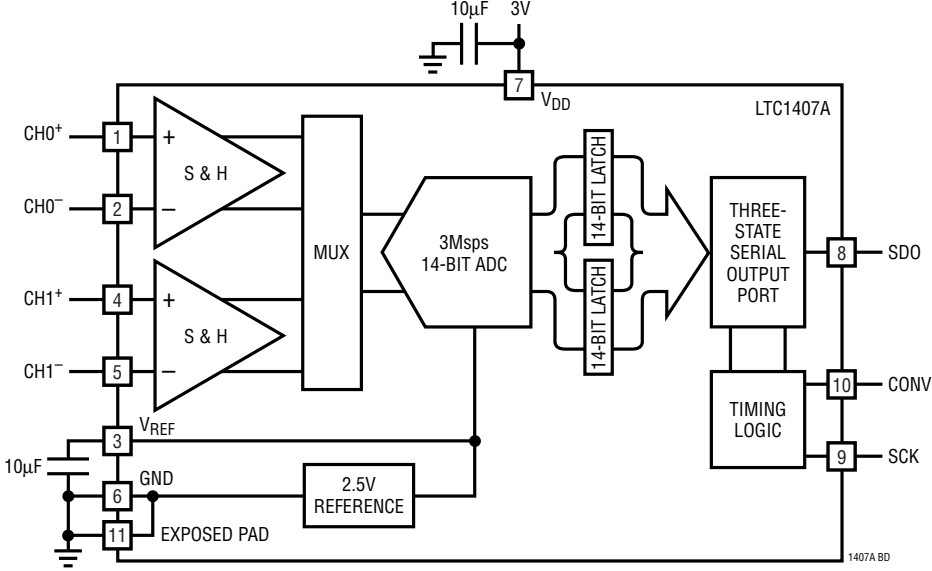 10μF 3V
7
VDD
LTC1407A
CH0+
1
+
S & H
CH0–
2
–
MUX
3Msps
14-BIT ADC
14-BIT LATCH
14-BIT LATCH
THREE-
STATE
SERIAL
OUTPUT
PORT
8
SDO
CH1+
4
+
S & H
CH1–
5
–
TIMING
LOGIC
10
CONV
9
SCK
3
VREF
10μF
6
GND
2.5V
REFERENCE
11
EXPOSED PAD
1407A BD